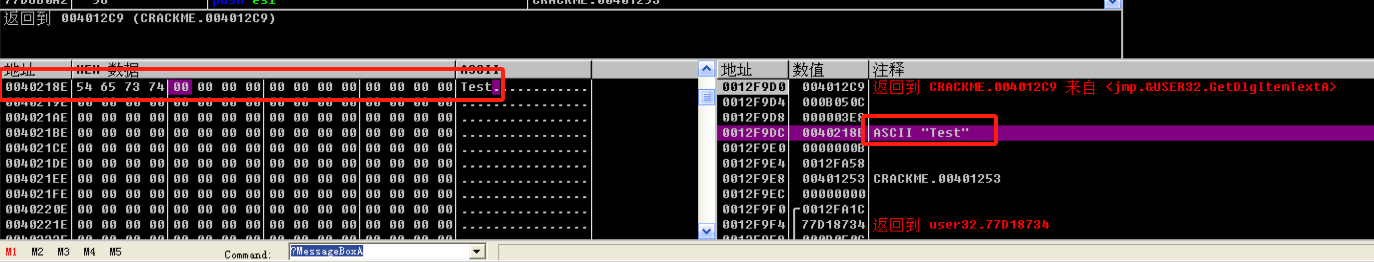 77D6B0A2 56 push esi CRACKME.00401253
返回到 004012C9 (CRACKME.004012C9)
地址 HEX 数据 ASCII
0040218E 54 65 73 74 00 00 00 00 00 00 00 00 00 00 00 00 Test............
0040219E 00 00 00 00 00 00 00 00 00 00 00 00 00 00 00 00 ................
004021AE 00 00 00 00 00 00 00 00 00 00 00 00 00 00 00 00 ................
004021BE 00 00 00 00 00 00 00 00 00 00 00 00 00 00 00 00 ................
004021CE 00 00 00 00 00 00 00 00 00 00 00 00 00 00 00 00 ................
004021DE 00 00 00 00 00 00 00 00 00 00 00 00 00 00 00 00 ................
004021EE 00 00 00 00 00 00 00 00 00 00 00 00 00 00 00 00 ................
004021FE 00 00 00 00 00 00 00 00 00 00 00 00 00 00 00 00 ................
0040220E 00 00 00 00 00 00 00 00 00 00 00 00 00 00 00 00 ................
0040221E 00 00 00 00 00 00 00 00 00 00 00 00 00 00 00 00 ................
地址 数值 注释
0012F9D0 004012C9 返回到 CRACKME.004012C9 来自 <jmp.&USER32.GetDlgItemTextA>
0012F9D4 000B050C
0012F9D8 000003E8
0012F9DC 0040218E ASCII "Test"
0012F9E0 0000000B
0012F9E4 0012FA58
0012F9E8 00401253 CRACKME.00401253
0012F9EC 00000000
0012F9F0 0012FA1C
0012F9F4 77D18734 返回到 user32.77D18734
M1 M2 M3 M4 M5 Command: ?MessageBoxA